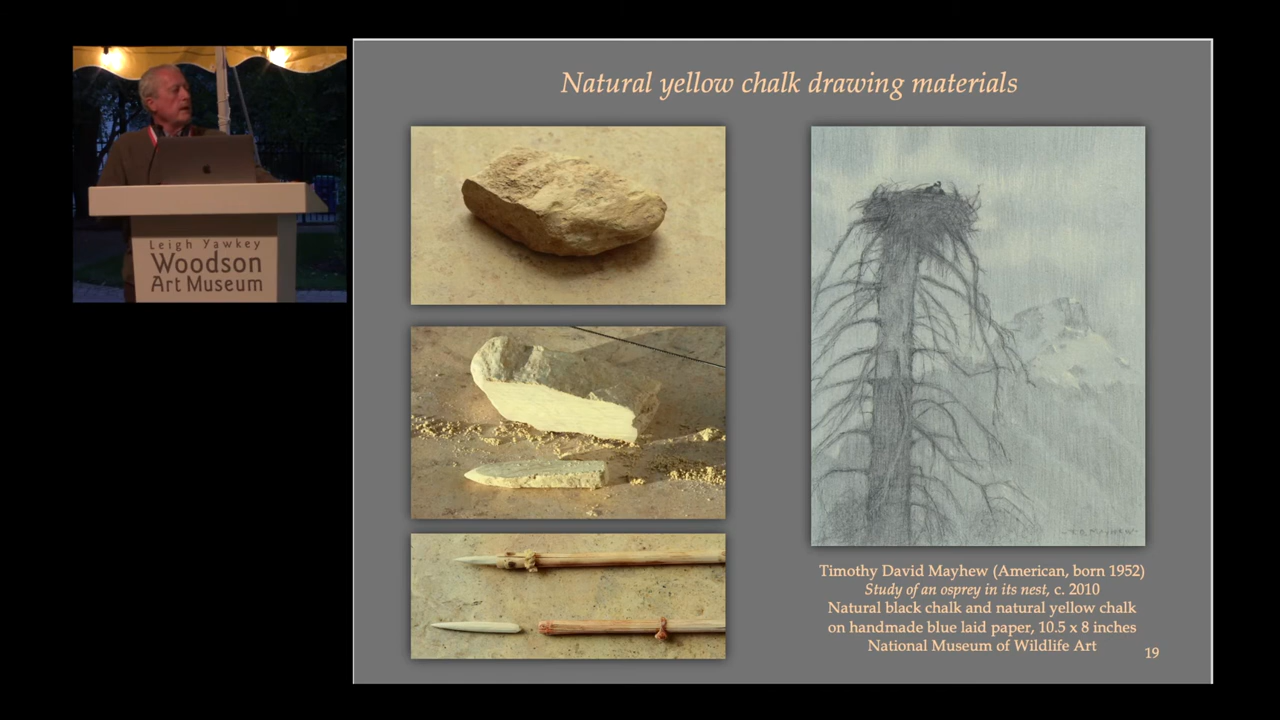 Leigh Yawkey
Woodson
Art Museum
Natural yellow chalk drawing materials
Timothy David Mayhew (American, born 1952)
Study of an osprey in its nest, c. 2010
Natural black chalk and natural yellow chalk
on handmade blue laid paper, 10.5 x 8 inches
National Museum of Wildlife Art
19